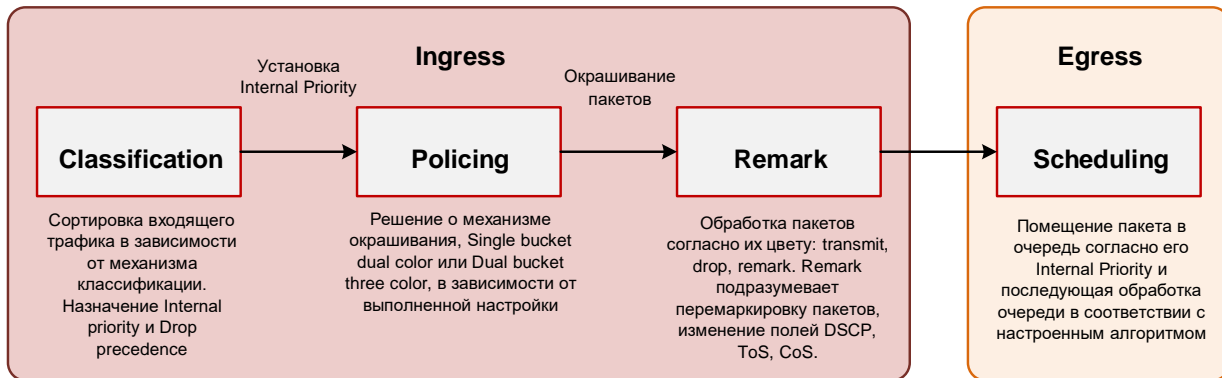 Ingress
Egress
Установка
Internal Priority
Окрашивание
пакетов
Classification
Policing
Remark
Scheduling
Сортировка входящего
трафика в зависимости
от механизма
классификации.
Назначение Internal
priority и Drop
precedence
Решение о механизме
окрашивания, Single bucket
dual color или Dual bucket
three color, в зависимости от
выполненной настройки
Обработка пакетов
согласно их цвету: transmit,
drop, remark. Remark
подразумевает
перемаркировку пакетов,
изменение полей DSCP,
ToS, CoS.
Помещение пакета в
очередь согласно его
Internal Priority и
последующая обработка
очереди в соответствии с
настроенным алгоритмом